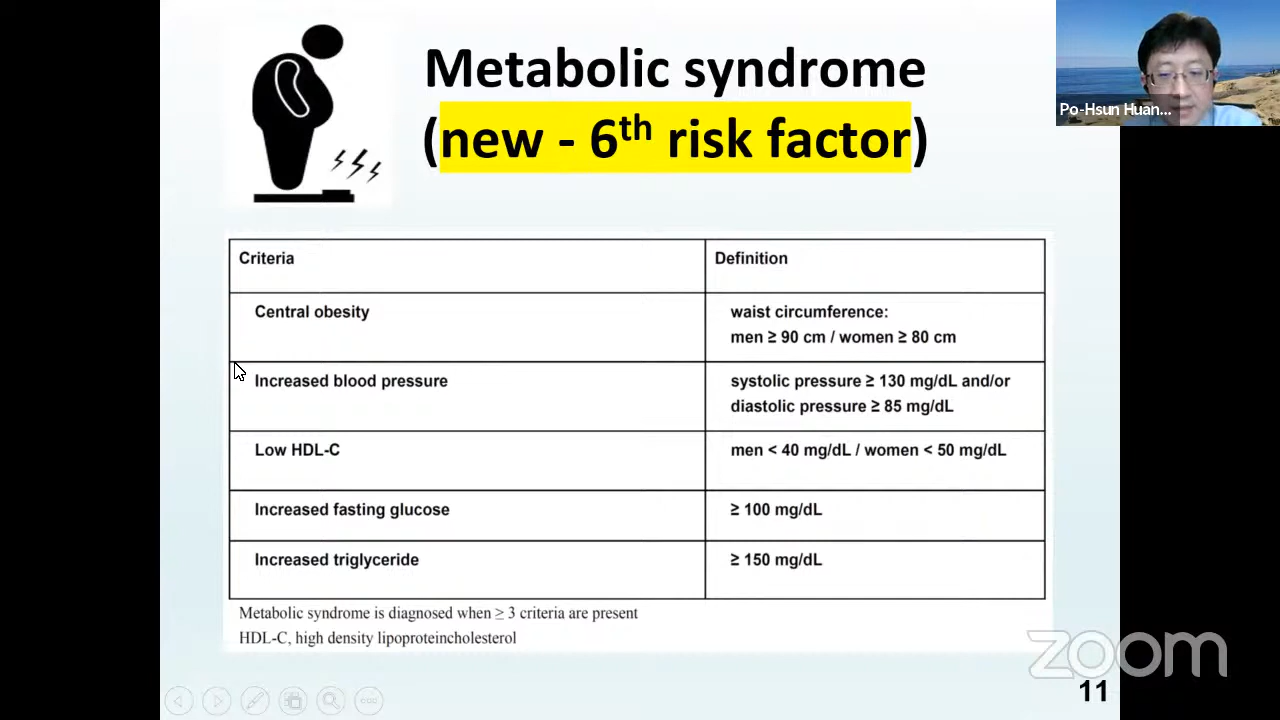 Metabolic syndrome
(new - 6th risk factor)
Po-Hsun Huan...
Criteria
Definition
Central obesity
waist circumference:
men ≥ 90 cm / women ≥ 80 cm
Increased blood pressure
systolic pressure ≥ 130 mg/dL and/or
diastolic pressure ≥ 85 mg/dL
Low HDL-C
men < 40 mg/dL / women < 50 mg/dL
Increased fasting glucose
≥ 100 mg/dL
Increased triglyceride
≥ 150 mg/dL
Metabolic syndrome is diagnosed when ≥ 3 criteria are present
HDL-C, high density lipoproteincholesterol
zoom
11